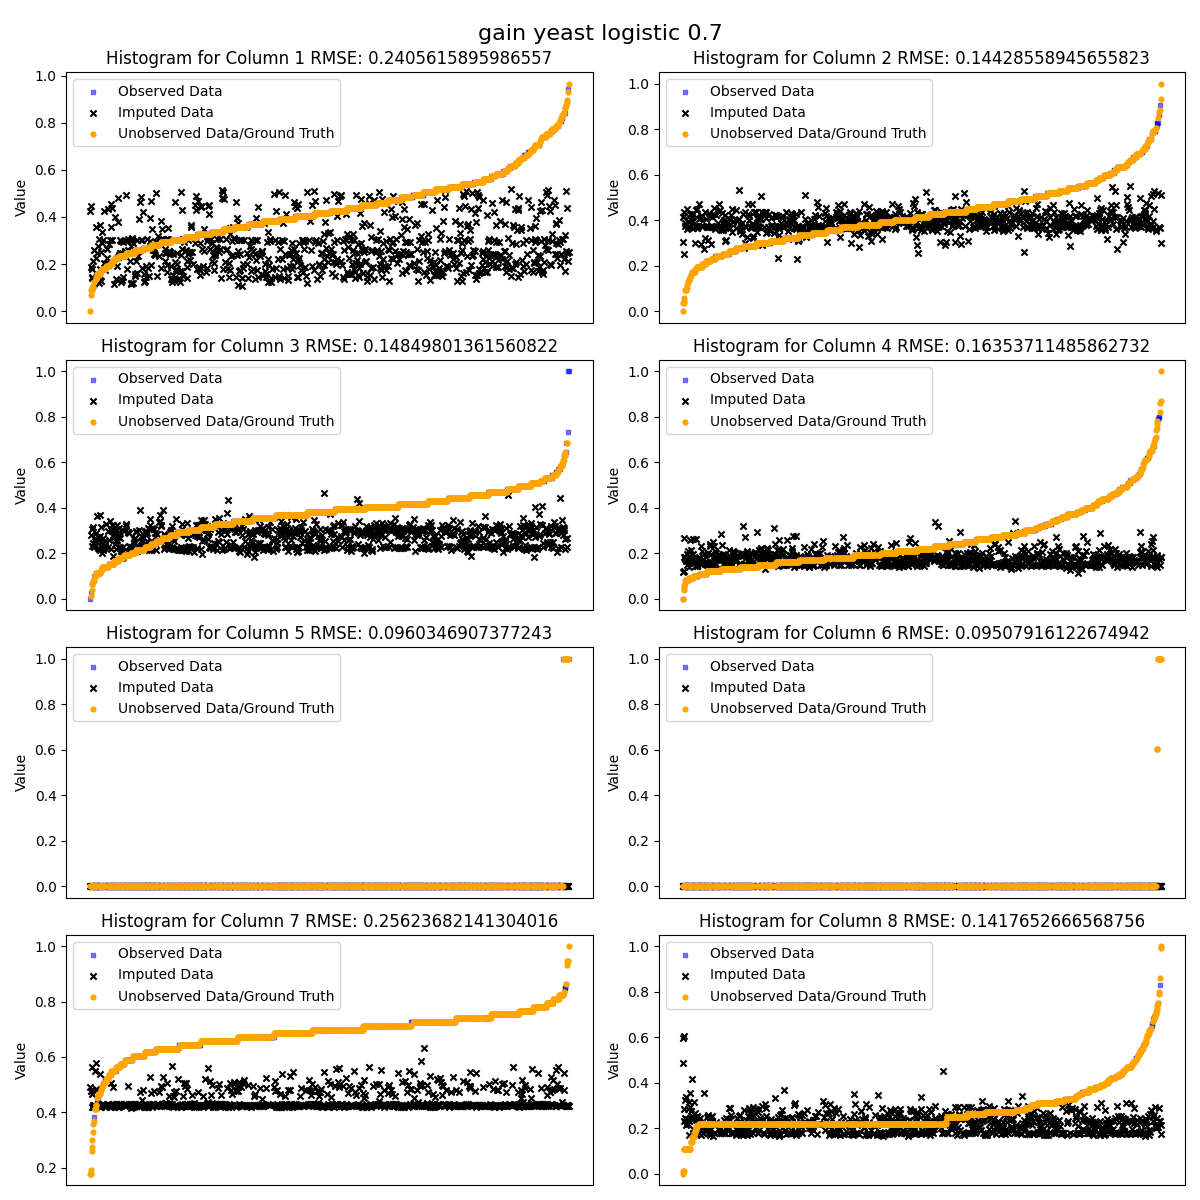 gain yeast logistic 0.7
Histogram for Column 1 RMSE: 0.2405615895986557
Value
0.0
0.2
0.4
0.6
0.8
1.0
Observed Data
Imputed Data
Unobserved Data/Ground Truth
Histogram for Column 2 RMSE: 0.14428558945655823
Value
0.0
0.2
0.4
0.6
0.8
1.0
Observed Data
Imputed Data
Unobserved Data/Ground Truth
Histogram for Column 3 RMSE: 0.14849801361560822
Value
0.0
0.2
0.4
0.6
0.8
1.0
Observed Data
Imputed Data
Unobserved Data/Ground Truth
Histogram for Column 4 RMSE: 0.16353711485862732
Value
0.0
0.2
0.4
0.6
0.8
1.0
Observed Data
Imputed Data
Unobserved Data/Ground Truth
Histogram for Column 5 RMSE: 0.0960346907377243
Value
0.0
0.2
0.4
0.6
0.8
1.0
Observed Data
Imputed Data
Unobserved Data/Ground Truth
Histogram for Column 6 RMSE: 0.09507916122674942
Value
0.0
0.2
0.4
0.6
0.8
1.0
Observed Data
Imputed Data
Unobserved Data/Ground Truth
Histogram for Column 7 RMSE: 0.25623682141304016
Value
0.2
0.4
0.6
0.8
1.0
Observed Data
Imputed Data
Unobserved Data/Ground Truth
Histogram for Column 8 RMSE: 0.1417652666568756
Value
0.0
0.2
0.4
0.6
0.8
1.0
Observed Data
Imputed Data
Unobserved Data/Ground Truth